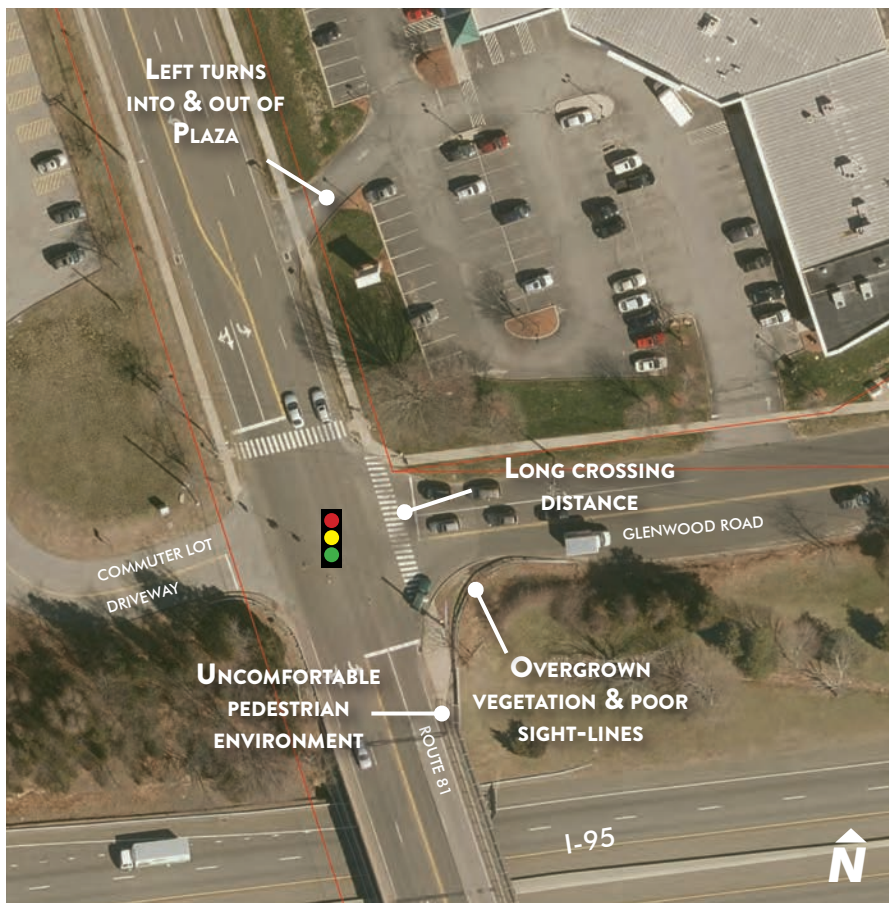 Left turns
into & out of
Plaza
Long crossing
distance
GLENWOOD ROAD
COMMUTER LOT
DRIVEWAY
Uncomfortable
pedestrian
environment
Overgrown
vegetation & poor
sight-lines
ROUTE 81
I-95
N